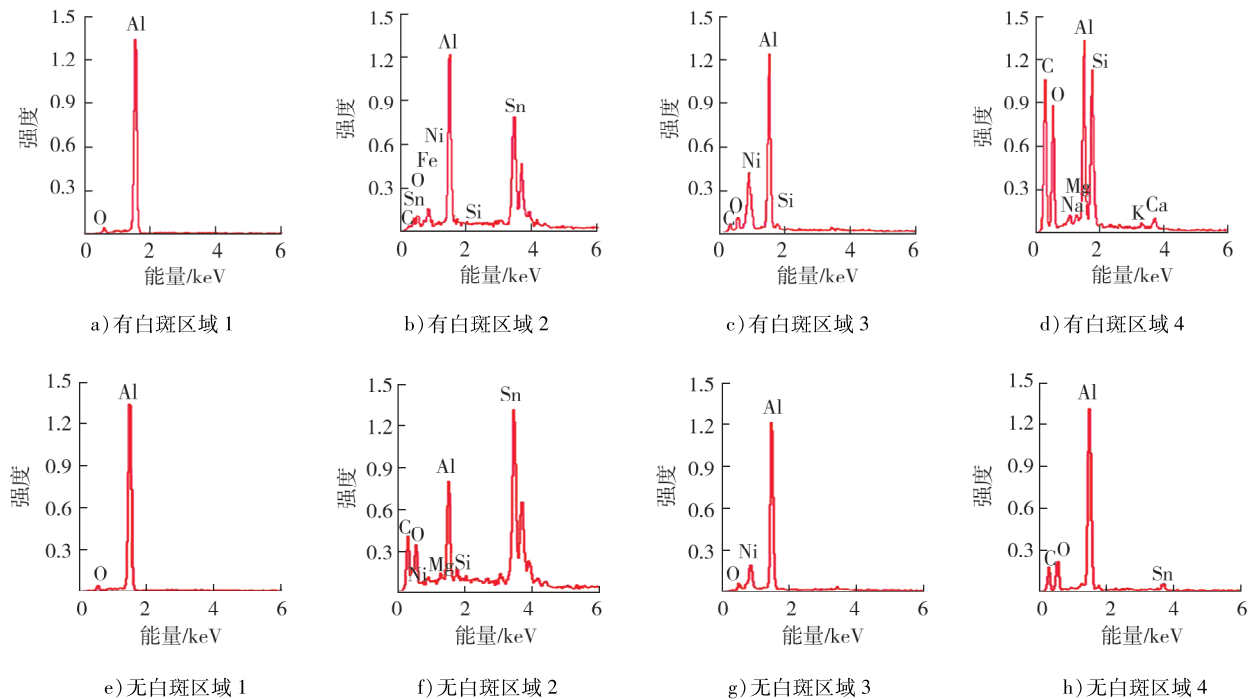 1.5
1.2
0.9
0.6
0.3
强度
Al
O
0
2
4
6
能量/keV
a)有白斑区域 1
1.5
1.2
0.9
0.6
0.3
强度
Al
Sn
Ni
Fe
O
Sn
C
Si
0
2
4
6
能量/keV
b)有白斑区域 2
1.5
1.2
0.9
0.6
0.3
强度
Al
Ni
O
C
Si
0
2
4
6
能量/keV
c)有白斑区域 3
1.5
1.2
0.9
0.6
0.3
强度
Al
C
Si
O
Mg
Na
K
Ca
0
2
4
6
能量/keV
d)有白斑区域 4
1.5
1.2
0.9
0.6
0.3
强度
Al
O
0
2
4
6
能量/keV
e)无白斑区域 1
1.5
1.2
0.9
0.6
0.3
强度
Sn
Al
C
O
Ni
Mg
Si
0
2
4
6
能量/keV
f)无白斑区域 2
1.5
1.2
0.9
0.6
0.3
强度
Al
Ni
O
0
2
4
6
能量/keV
g)无白斑区域 3
1.5
1.2
0.9
0.6
0.3
强度
Al
O
C
Sn
0
2
4
6
能量/keV
h)无白斑区域 4